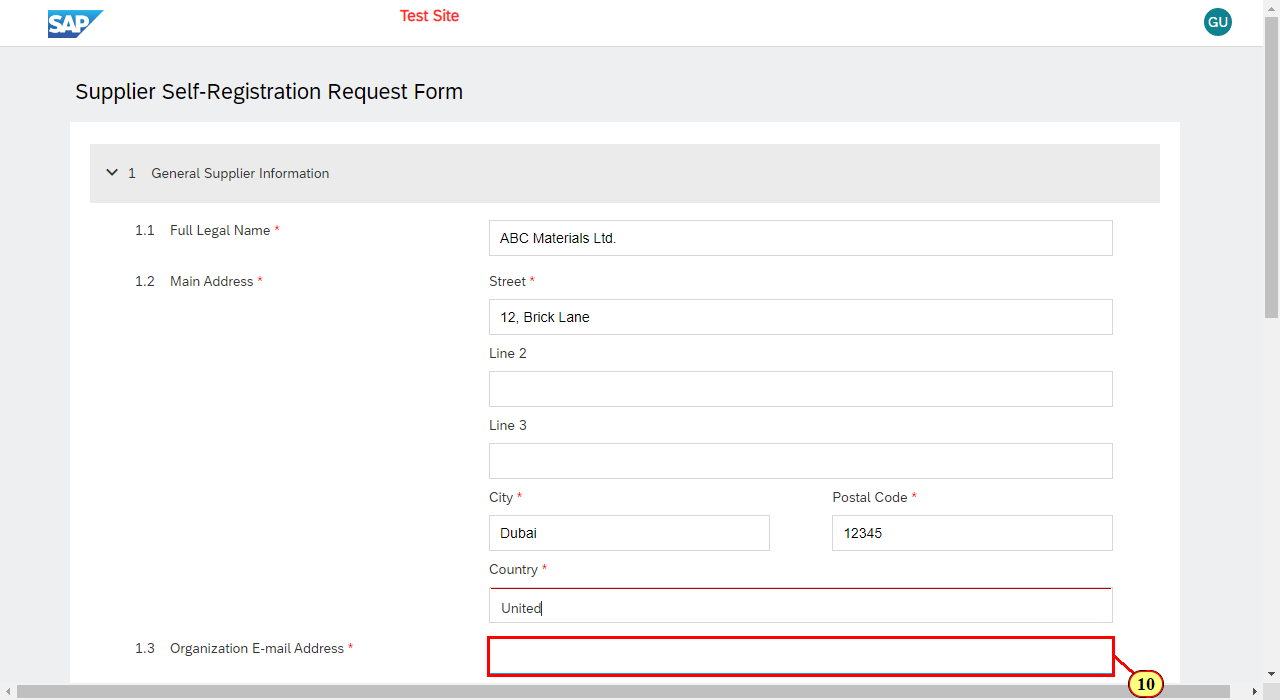 SAP
Test Site
GU
Supplier Self-Registration Request Form
1 General Supplier Information
1.1 Full Legal Name *
ABC Materials Ltd.
1.2 Main Address *
Street *
12, Brick Lane
Line 2
Line 3
City * Postal Code *
Dubai 12345
Country *
United
1.3 Organization E-mail Address *
10